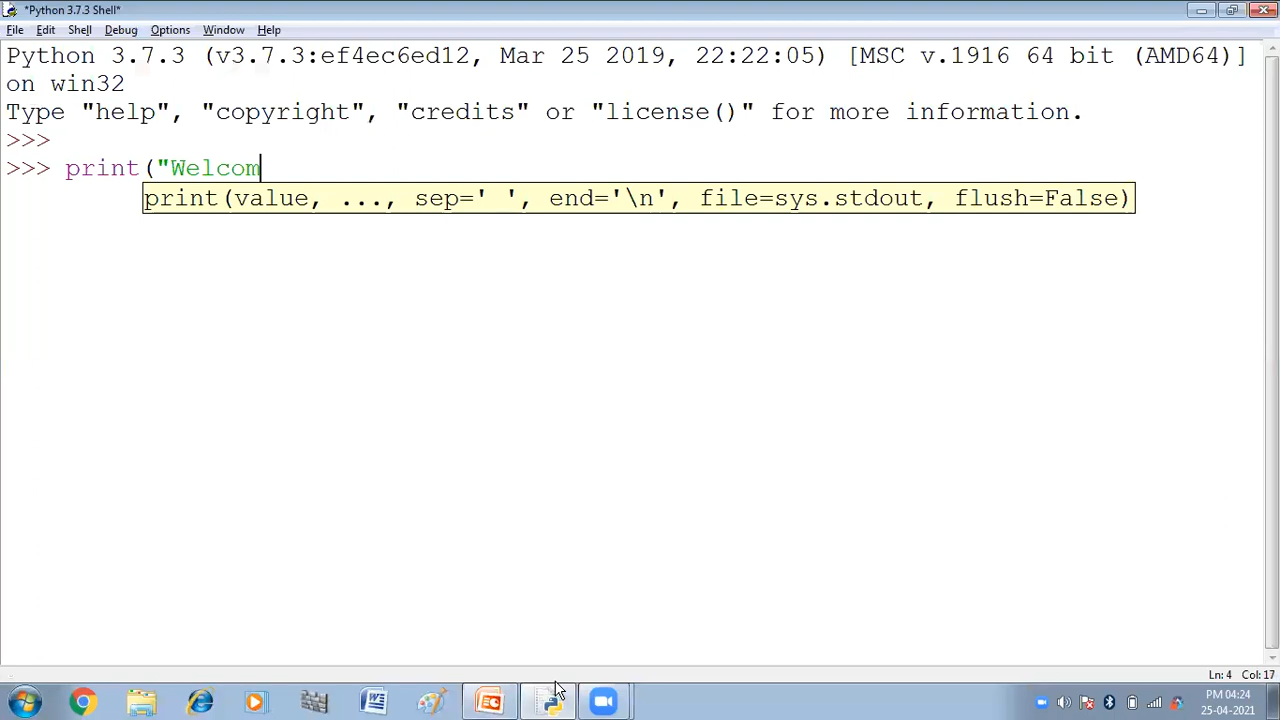 *Python 3.7.3 Shell*
File Edit Shell Debug Options Window Help
Python 3.7.3 (v3.7.3:ef4ec6ed12, Mar 25 2019, 22:22:05) [MSC v.1916 64 bit (AMD64)]
on win32
Type "help", "copyright", "credits" or "license()" for more information.
>>>
>>> print("Welcom
print(value, ..., sep=' ', end='\n', file=sys.stdout, flush=False)
Ln: 4 Col: 17
PM 04:24
25-04-2021